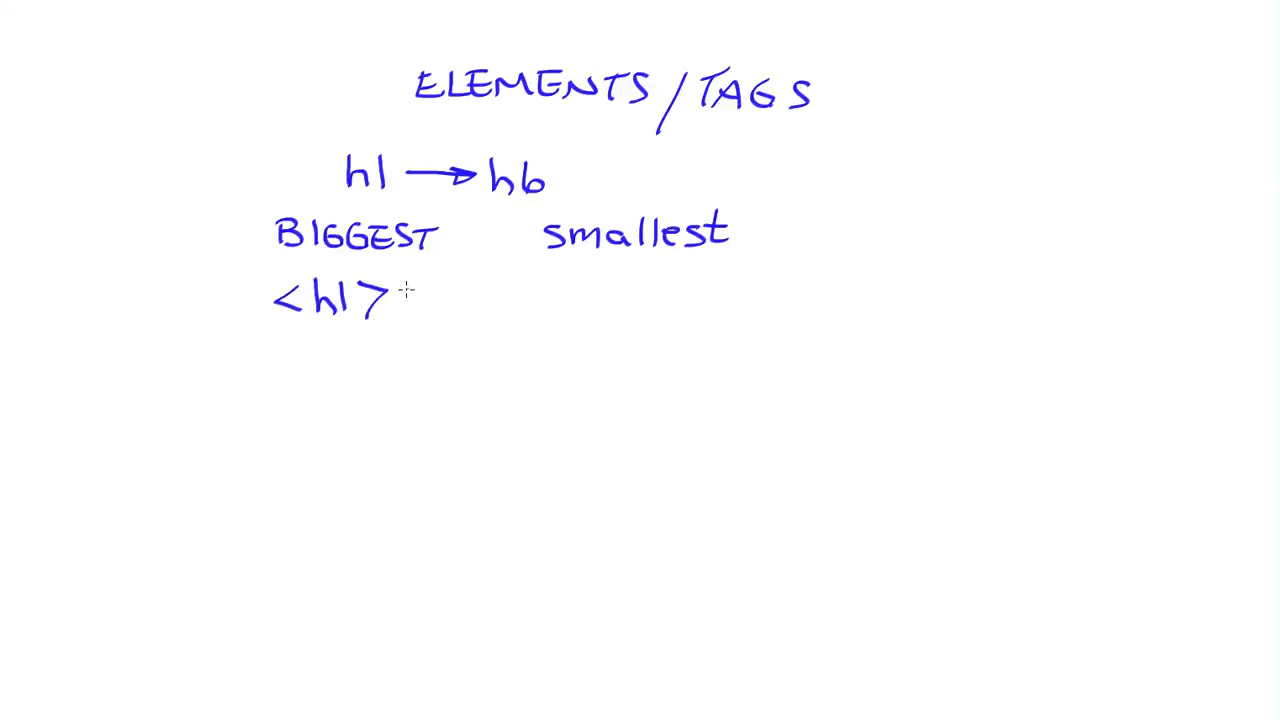 ELEMENTS/TAGS
h1 → h6
BIGGEST smallest
<h1>